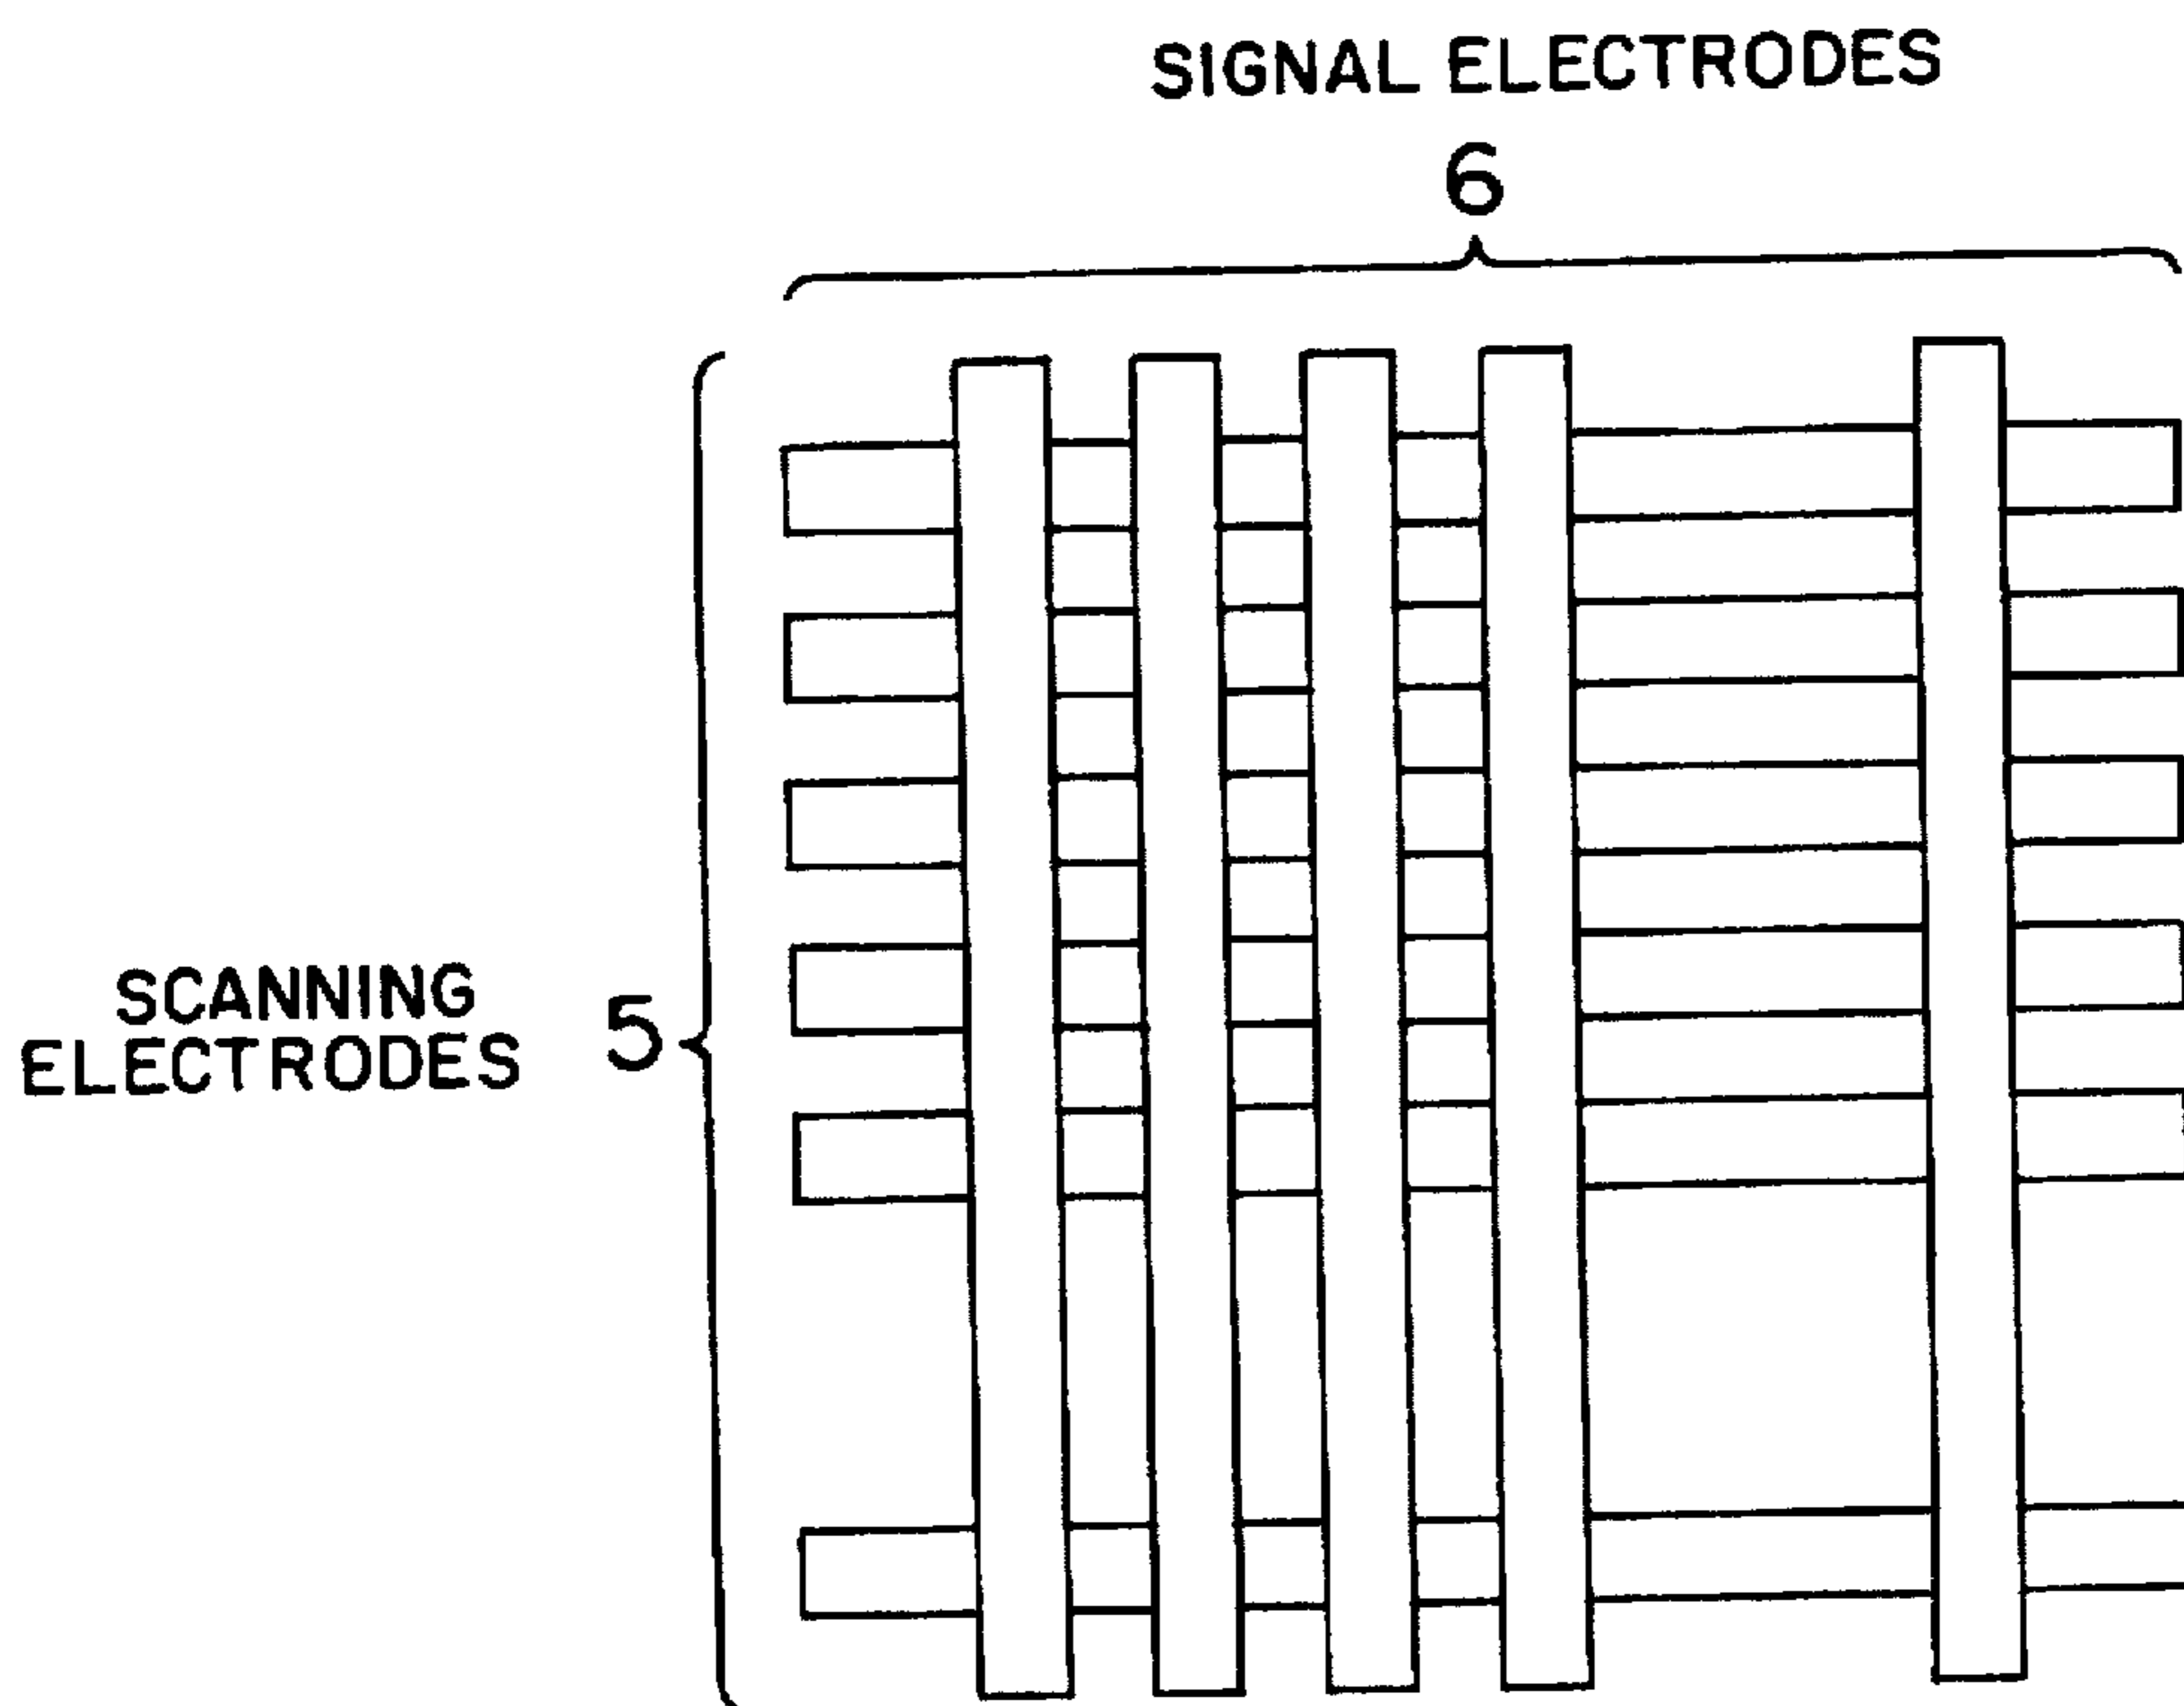 SIGNAL ELECTRODES
6
SCANNING
ELECTRODES
5